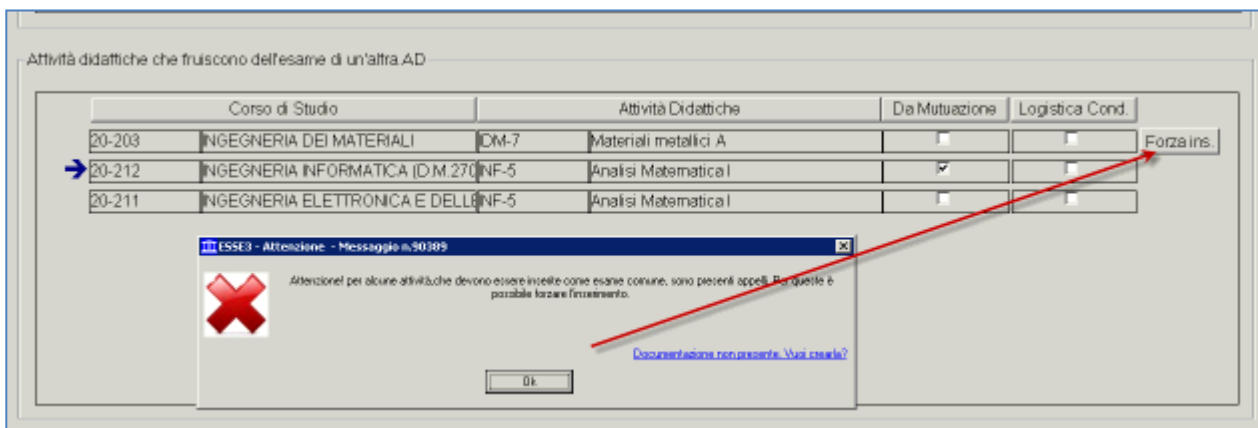 Attività didattiche che fruiscono dell'esame di un'altra AD
Corso di Studio Attività Didattiche Da Mutuazione Logistica Cond.
20-203 INGEGNERIA DEI MATERIALI IDM-7 Materiali metallici A Forza ins.
20-212 INGEGNERIA INFORMATICA (D.M.270 INF-5 Analisi Matematica I
20-211 INGEGNERIA ELETTRONICA E DELLE INF-5 Analisi Matematica I
ESSE3 - Attenzione - Messaggio n.90389
Attenzione! per alcune attività,che devono essere inserite come esame comune, sono presenti appelli. Per queste è
possibile forzare l'inserimento.
Documentazione non presente. Vuoi crearla?
Ok